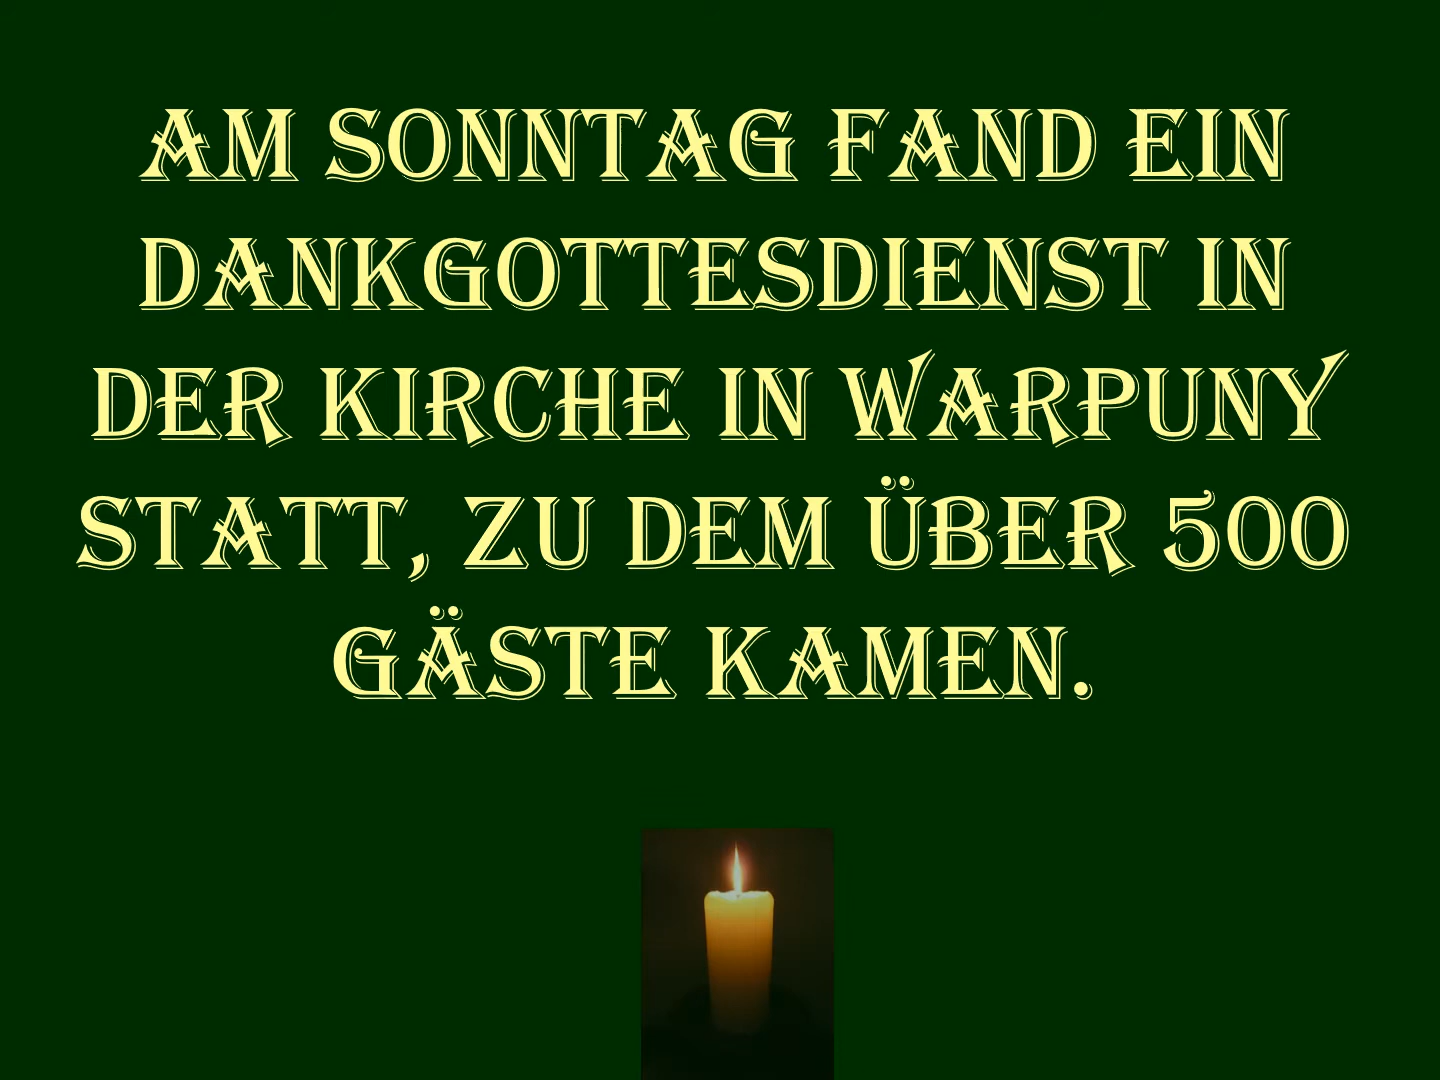 AM SONNTAG FAND EIN
DANKGOTTESDIENST IN
DER KIRCHE IN WARPUNY
STATT, ZU DEM ÜBER 500
GÄSTE KAMEN.